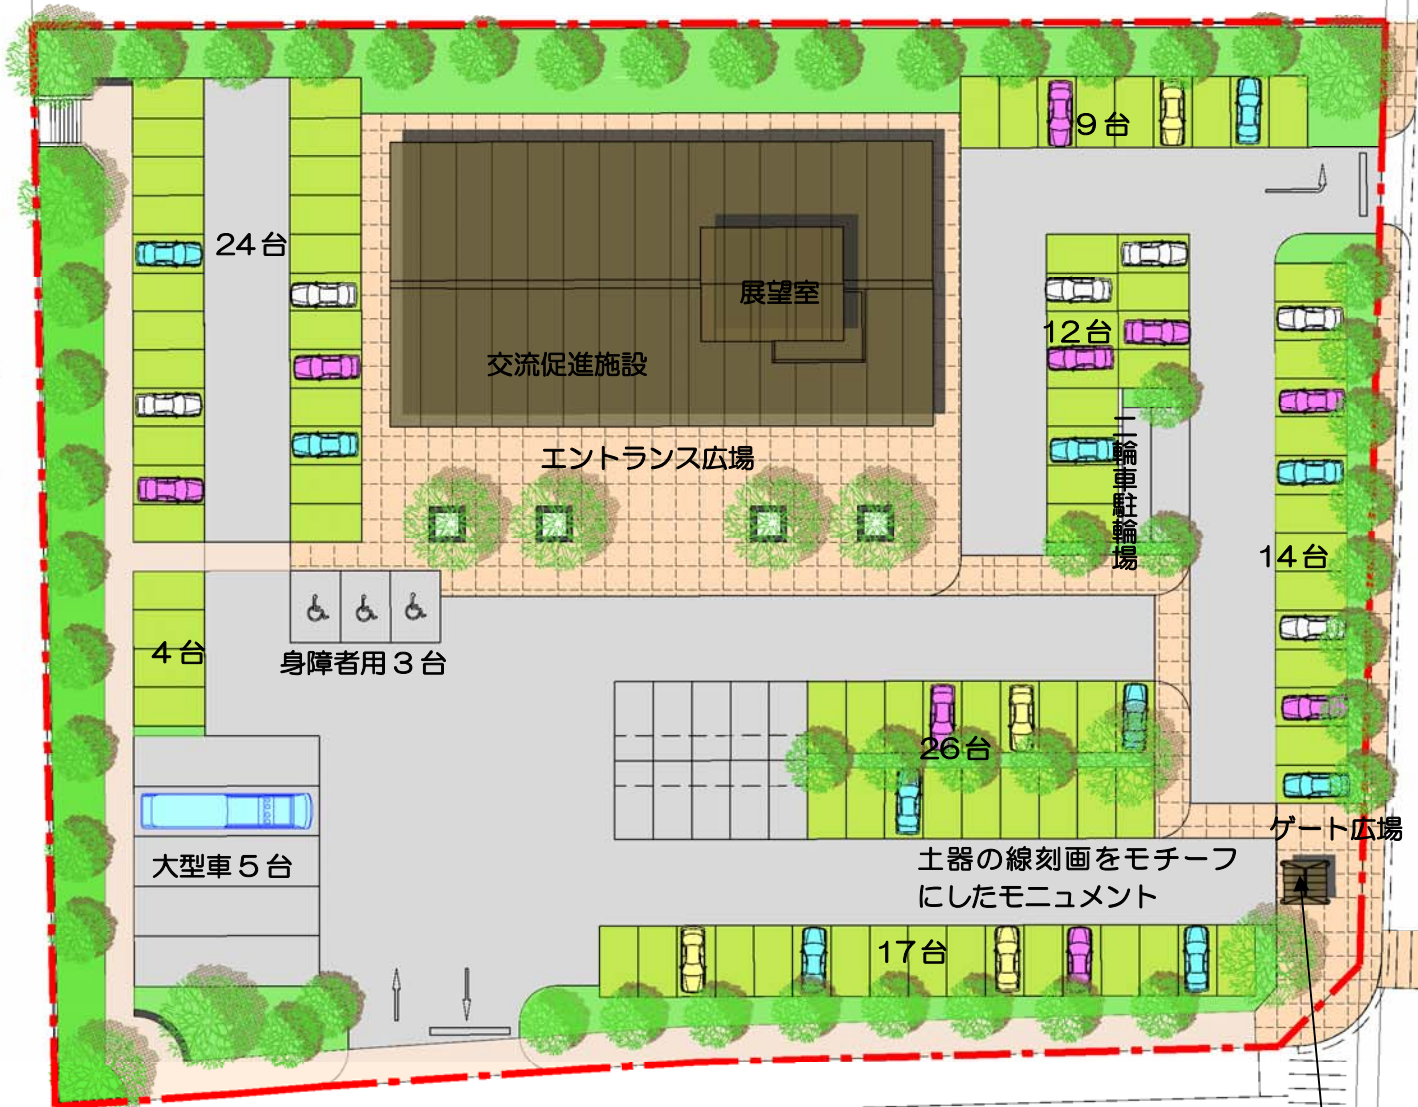 9台
24台
展望室
12台
交流促進施設
エントランス広場
二輪車駐輪場
14台
4台
身障者用3台
26台
ゲート広場
大型車5台
土器の線刻画をモチーフ
にしたモニュメント
17台